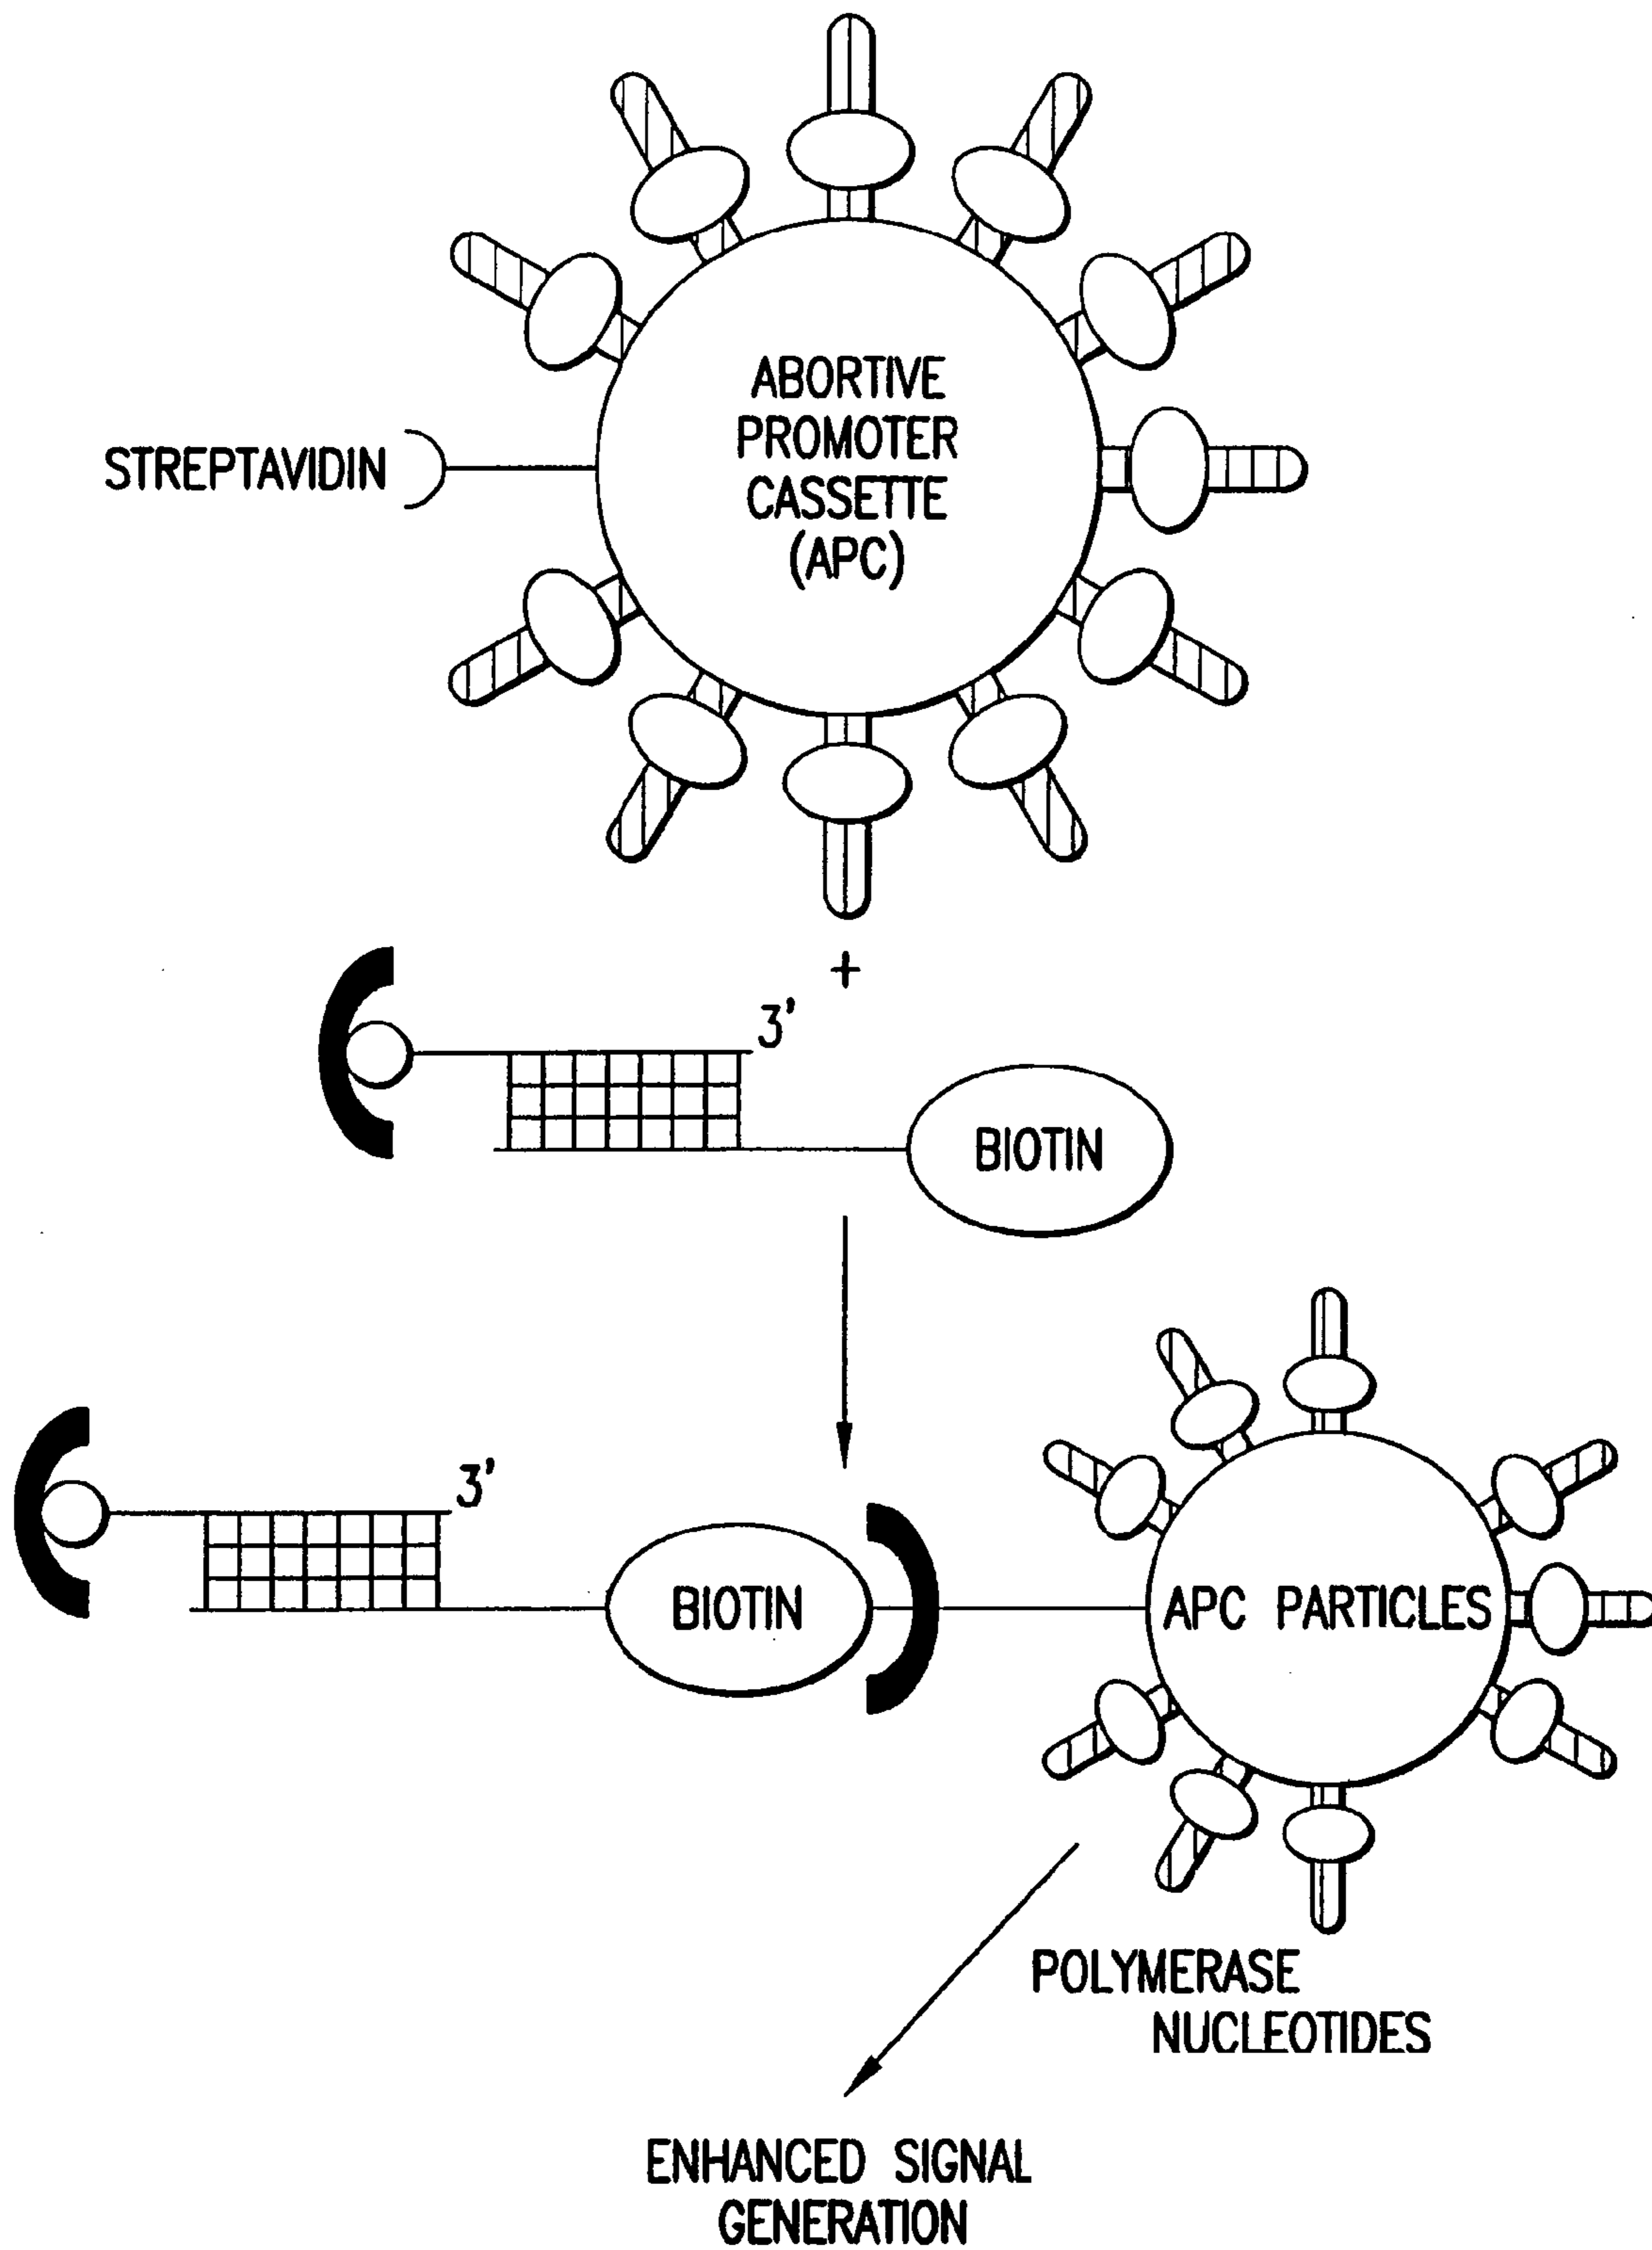 ABORTIVE
PROMOTER
CASSETTE
(APC)
STREPTAVIDIN
+
3'
BIOTIN
3'
BIOTIN
APC PARTICLES
POLYMERASE
NUCLEOTIDES
ENHANCED SIGNAL
GENERATION